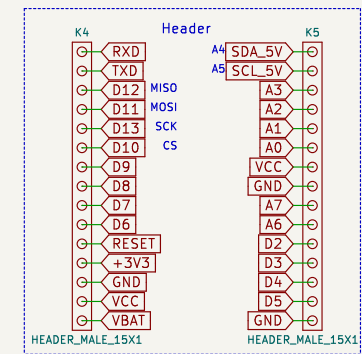 Header
K4
K5
RXD
A4 SDA_5V
TXD
A5 SCL_5V
D12 MISO
A3
D11 MOSI
A2
D13 SCK
A1
D10 CS
A0
D9
VCC
D8
GND
D7
A7
D6
A6
RESET
D2
+3V3
D3
GND
D4
VCC
D5
VBAT
GND
HEADER_MALE_15X1
HEADER_MALE_15X1